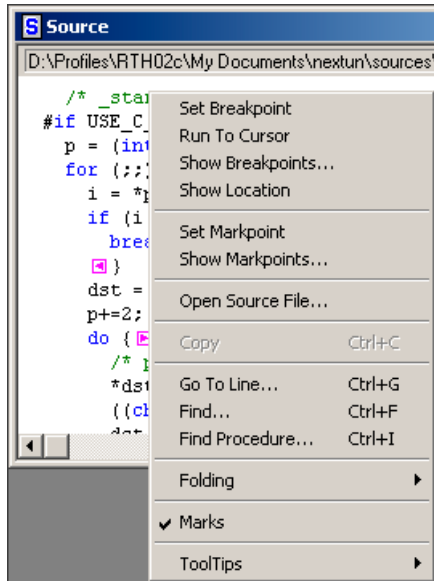 Source
D:\Profiles\RTH02c\My Documents\nextun\sources\
/* _star
#if USE_C_
p = (int
for (;;)
i = *p
if (i
brea
}
dst =
p+=2;
do {
/* p
*dst
((ch
dst
Set Breakpoint
Run To Cursor
Show Breakpoints...
Show Location
Set Markpoint
Show Markpoints...
Open Source File...
Copy Ctrl+C
Go To Line... Ctrl+G
Find... Ctrl+F
Find Procedure... Ctrl+I
Folding
Marks
ToolTips